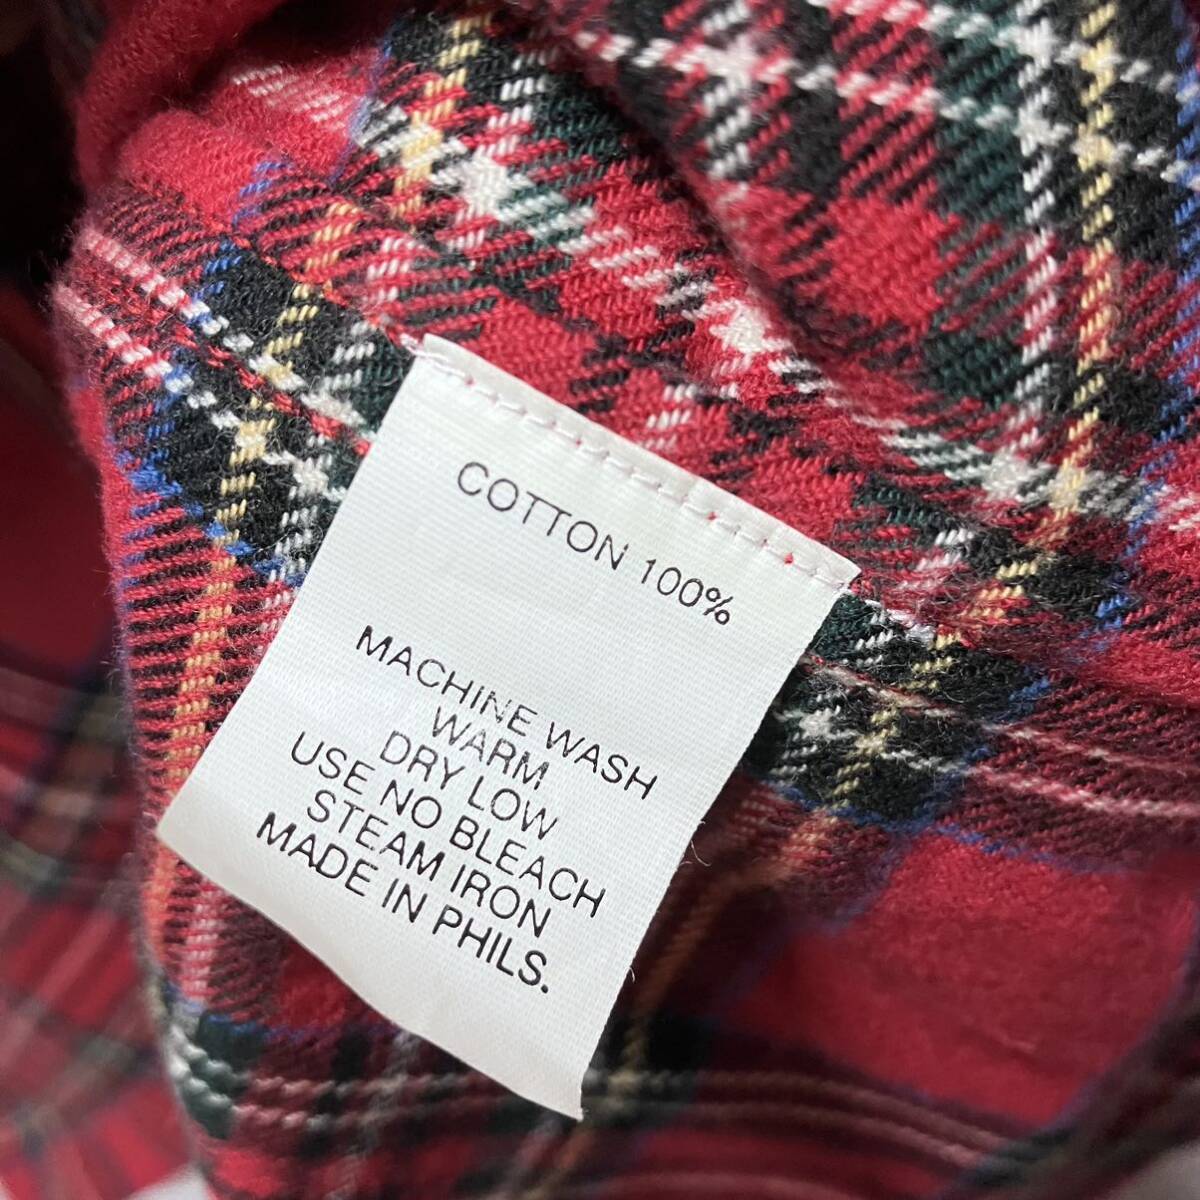 COTTON 100%
MACHINE WASH
WARM
DRY LOW
USE NO BLEACH
STEAM IRON
MADE IN PHILS.